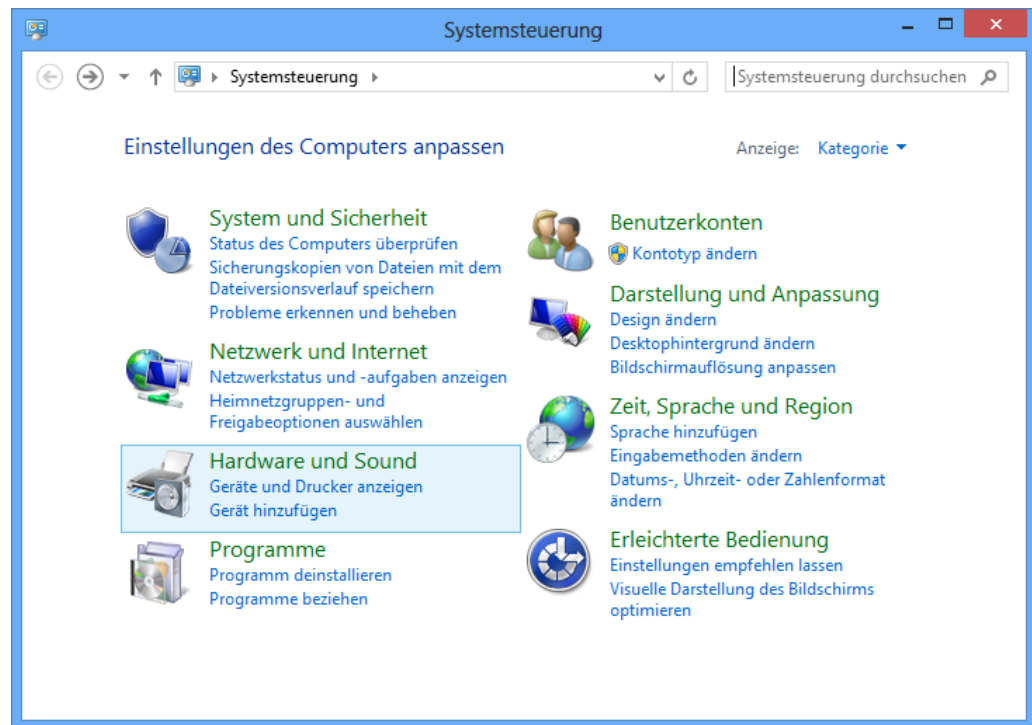 Systemsteuerung
Systemsteuerung
Systemsteuerung durchsuchen
Einstellungen des Computers anpassen
Anzeige: Kategorie
System und Sicherheit
Status des Computers überprüfen
Sicherungskopien von Dateien mit dem
Dateiversionsverlauf speichern
Probleme erkennen und beheben
Netzwerk und Internet
Netzwerkstatus und -aufgaben anzeigen
Heimnetzgruppen- und
Freigabeoptionen auswählen
Hardware und Sound
Geräte und Drucker anzeigen
Gerät hinzufügen
Programme
Programm deinstallieren
Programme beziehen
Benutzerkonten
Kontotyp ändern
Darstellung und Anpassung
Design ändern
Desktophintergrund ändern
Bildschirmauflösung anpassen
Zeit, Sprache und Region
Sprache hinzufügen
Eingabemethoden ändern
Datums-, Uhrzeit- oder Zahlenformat
ändern
Erleichterte Bedienung
Einstellungen empfehlen lassen
Visuelle Darstellung des Bildschirms
optimieren